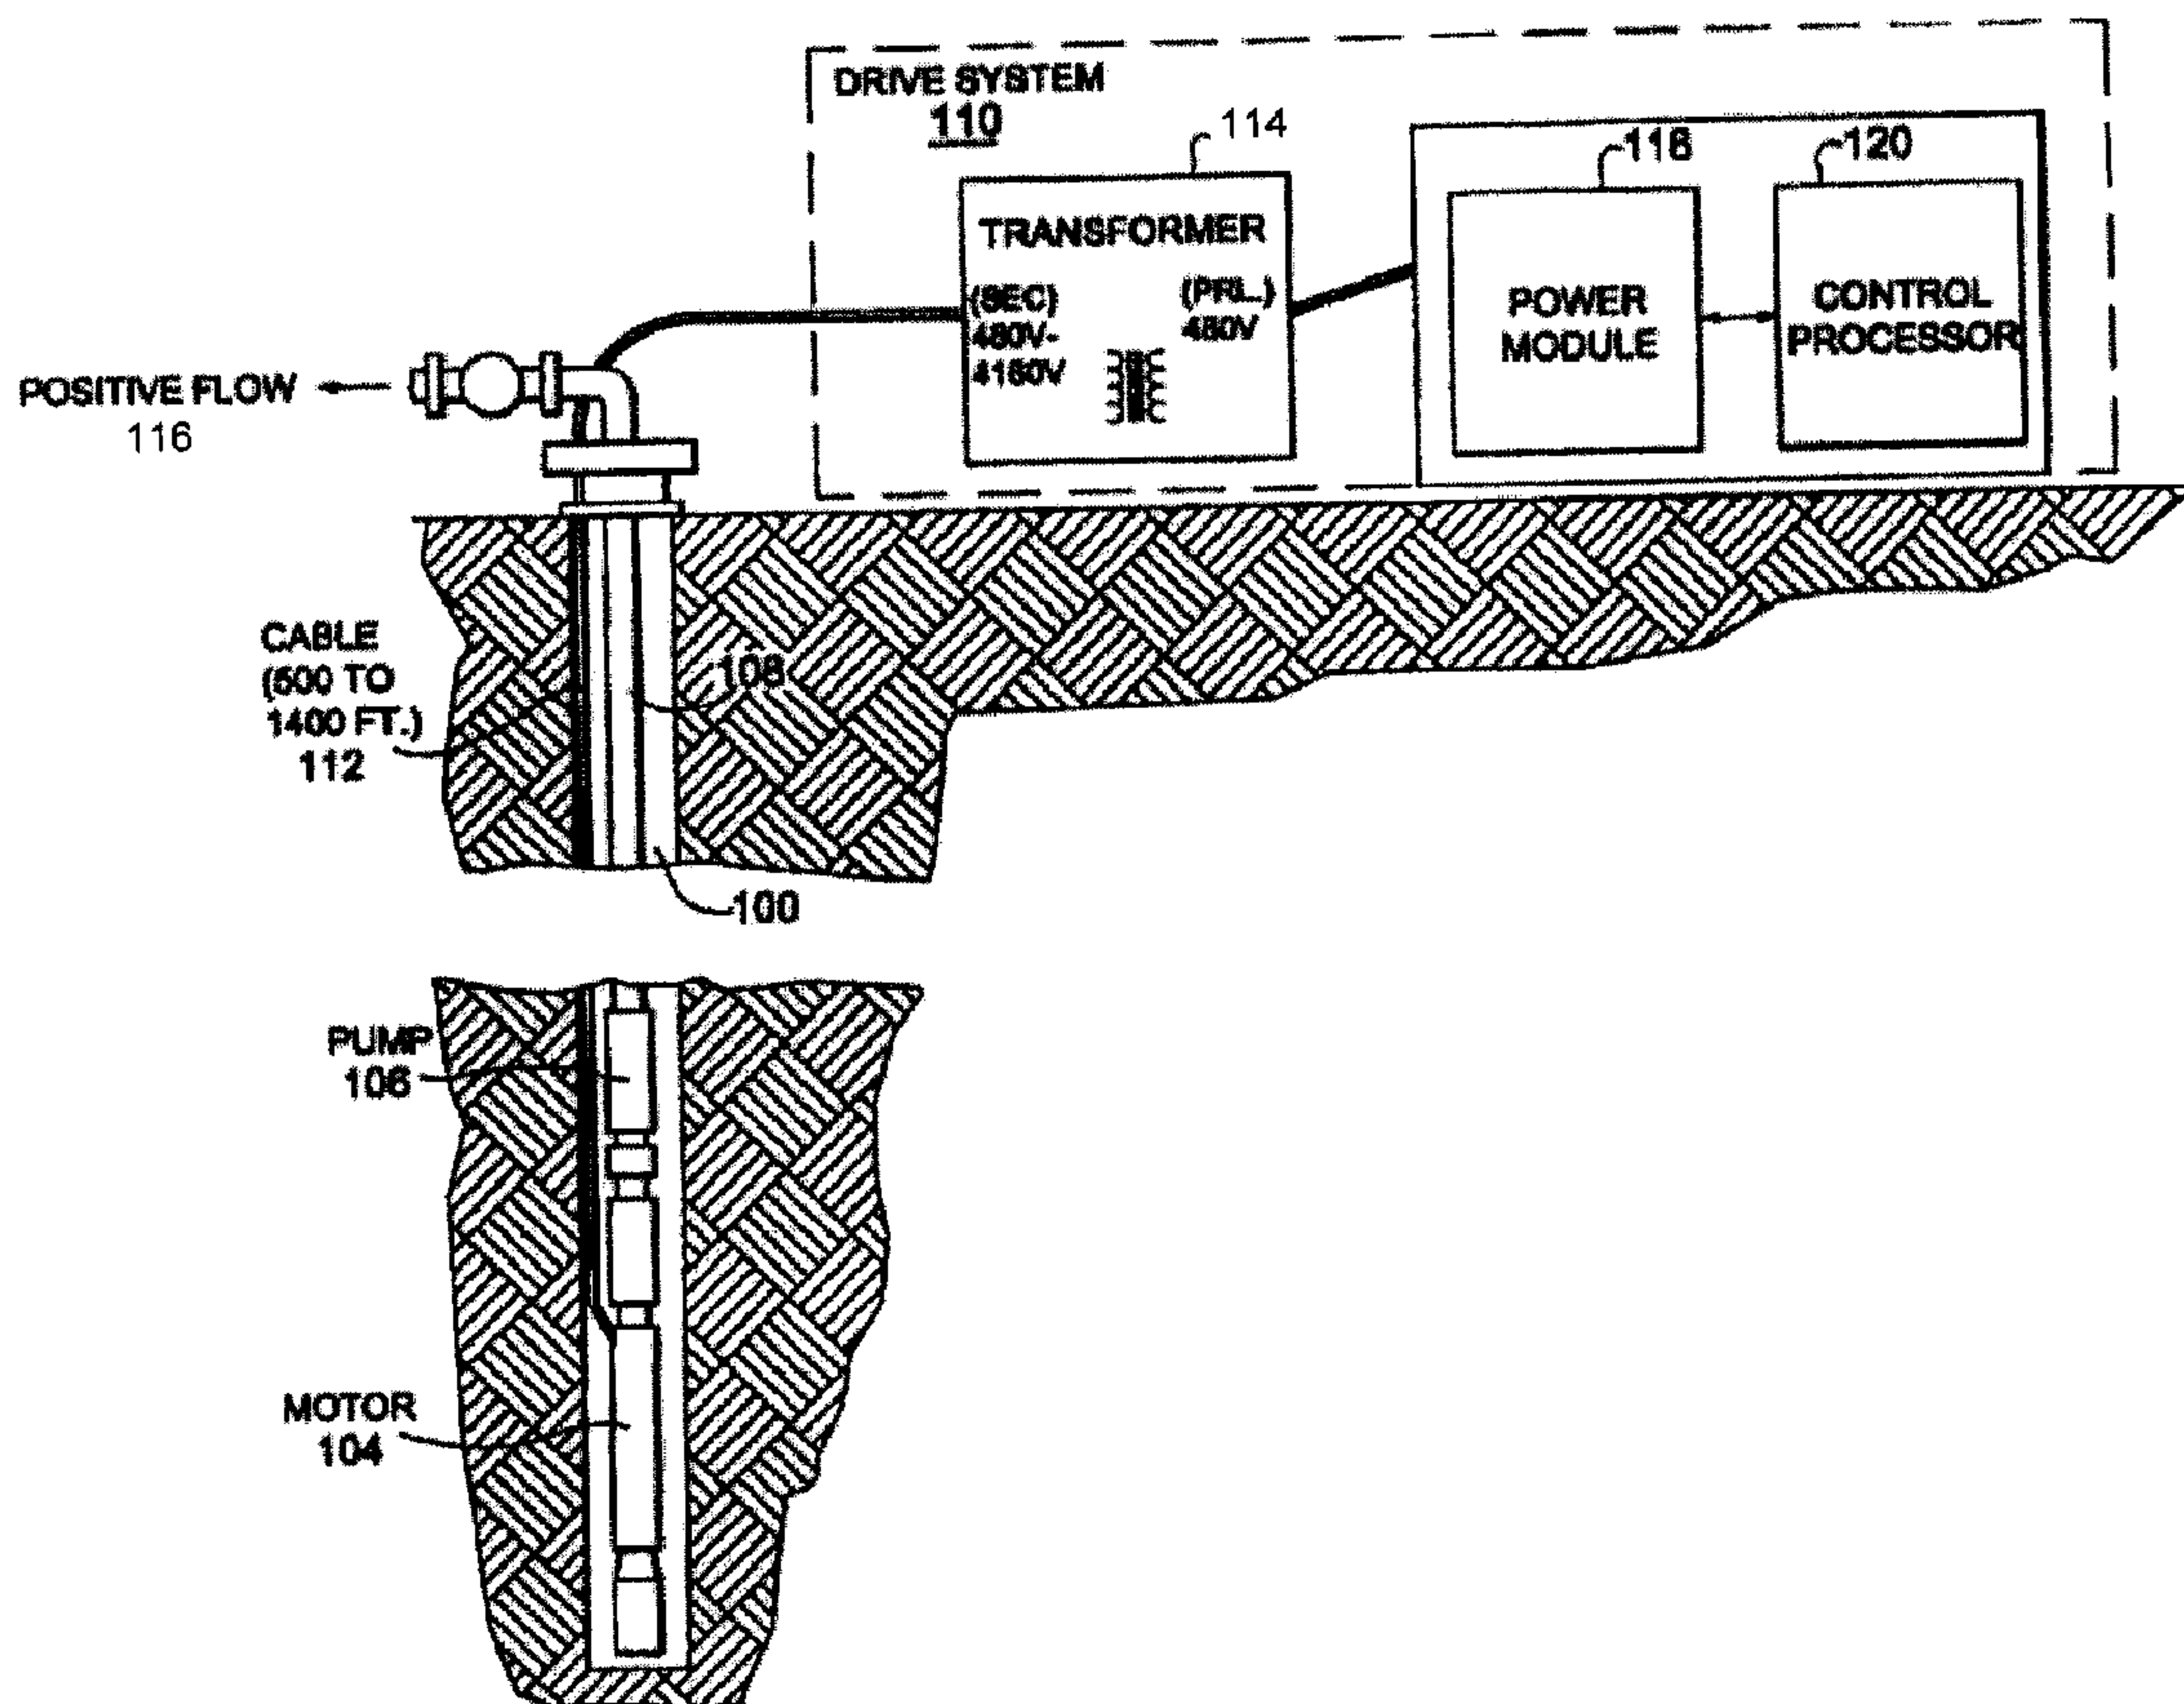 DRIVE SYSTEM
110
114
118
120
TRANSFORMER
(SEC)
480V-
4160V
(PRI.)
480V
POWER
MODULE
CONTROL
PROCESSOR
POSITIVE FLOW
116
CABLE
(500 TO
1400 FT.)
112
108
100
PUMP
106
MOTOR
104